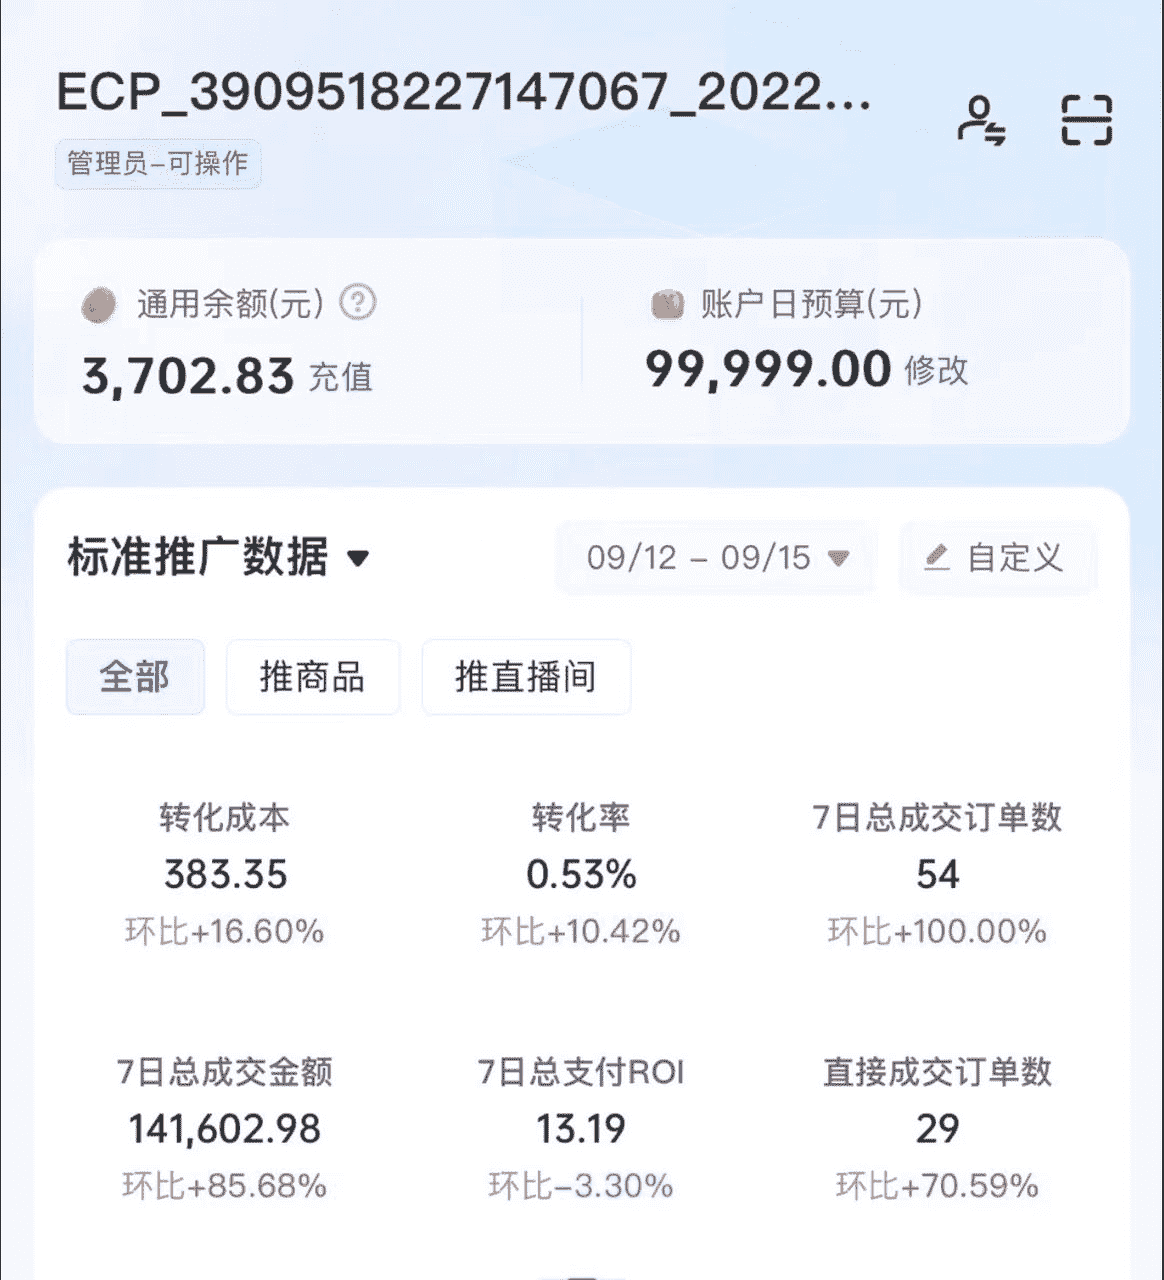 ECP_3909518227147067_2022...
管理员-可操作
通用余额(元) ?
账户日预算(元)
3,702.83 充值
99,999.00 修改
标准推广数据
09/12 - 09/15
自定义
全部
推商品
推直播间
转化成本
转化率
7日总成交订单数
383.35
0.53%
54
环比+16.60%
环比+10.42%
环比+100.00%
7日总成交金额
7日总支付ROI
直接成交订单数
141,602.98
13.19
29
环比+85.68%
环比-3.30%
环比+70.59%